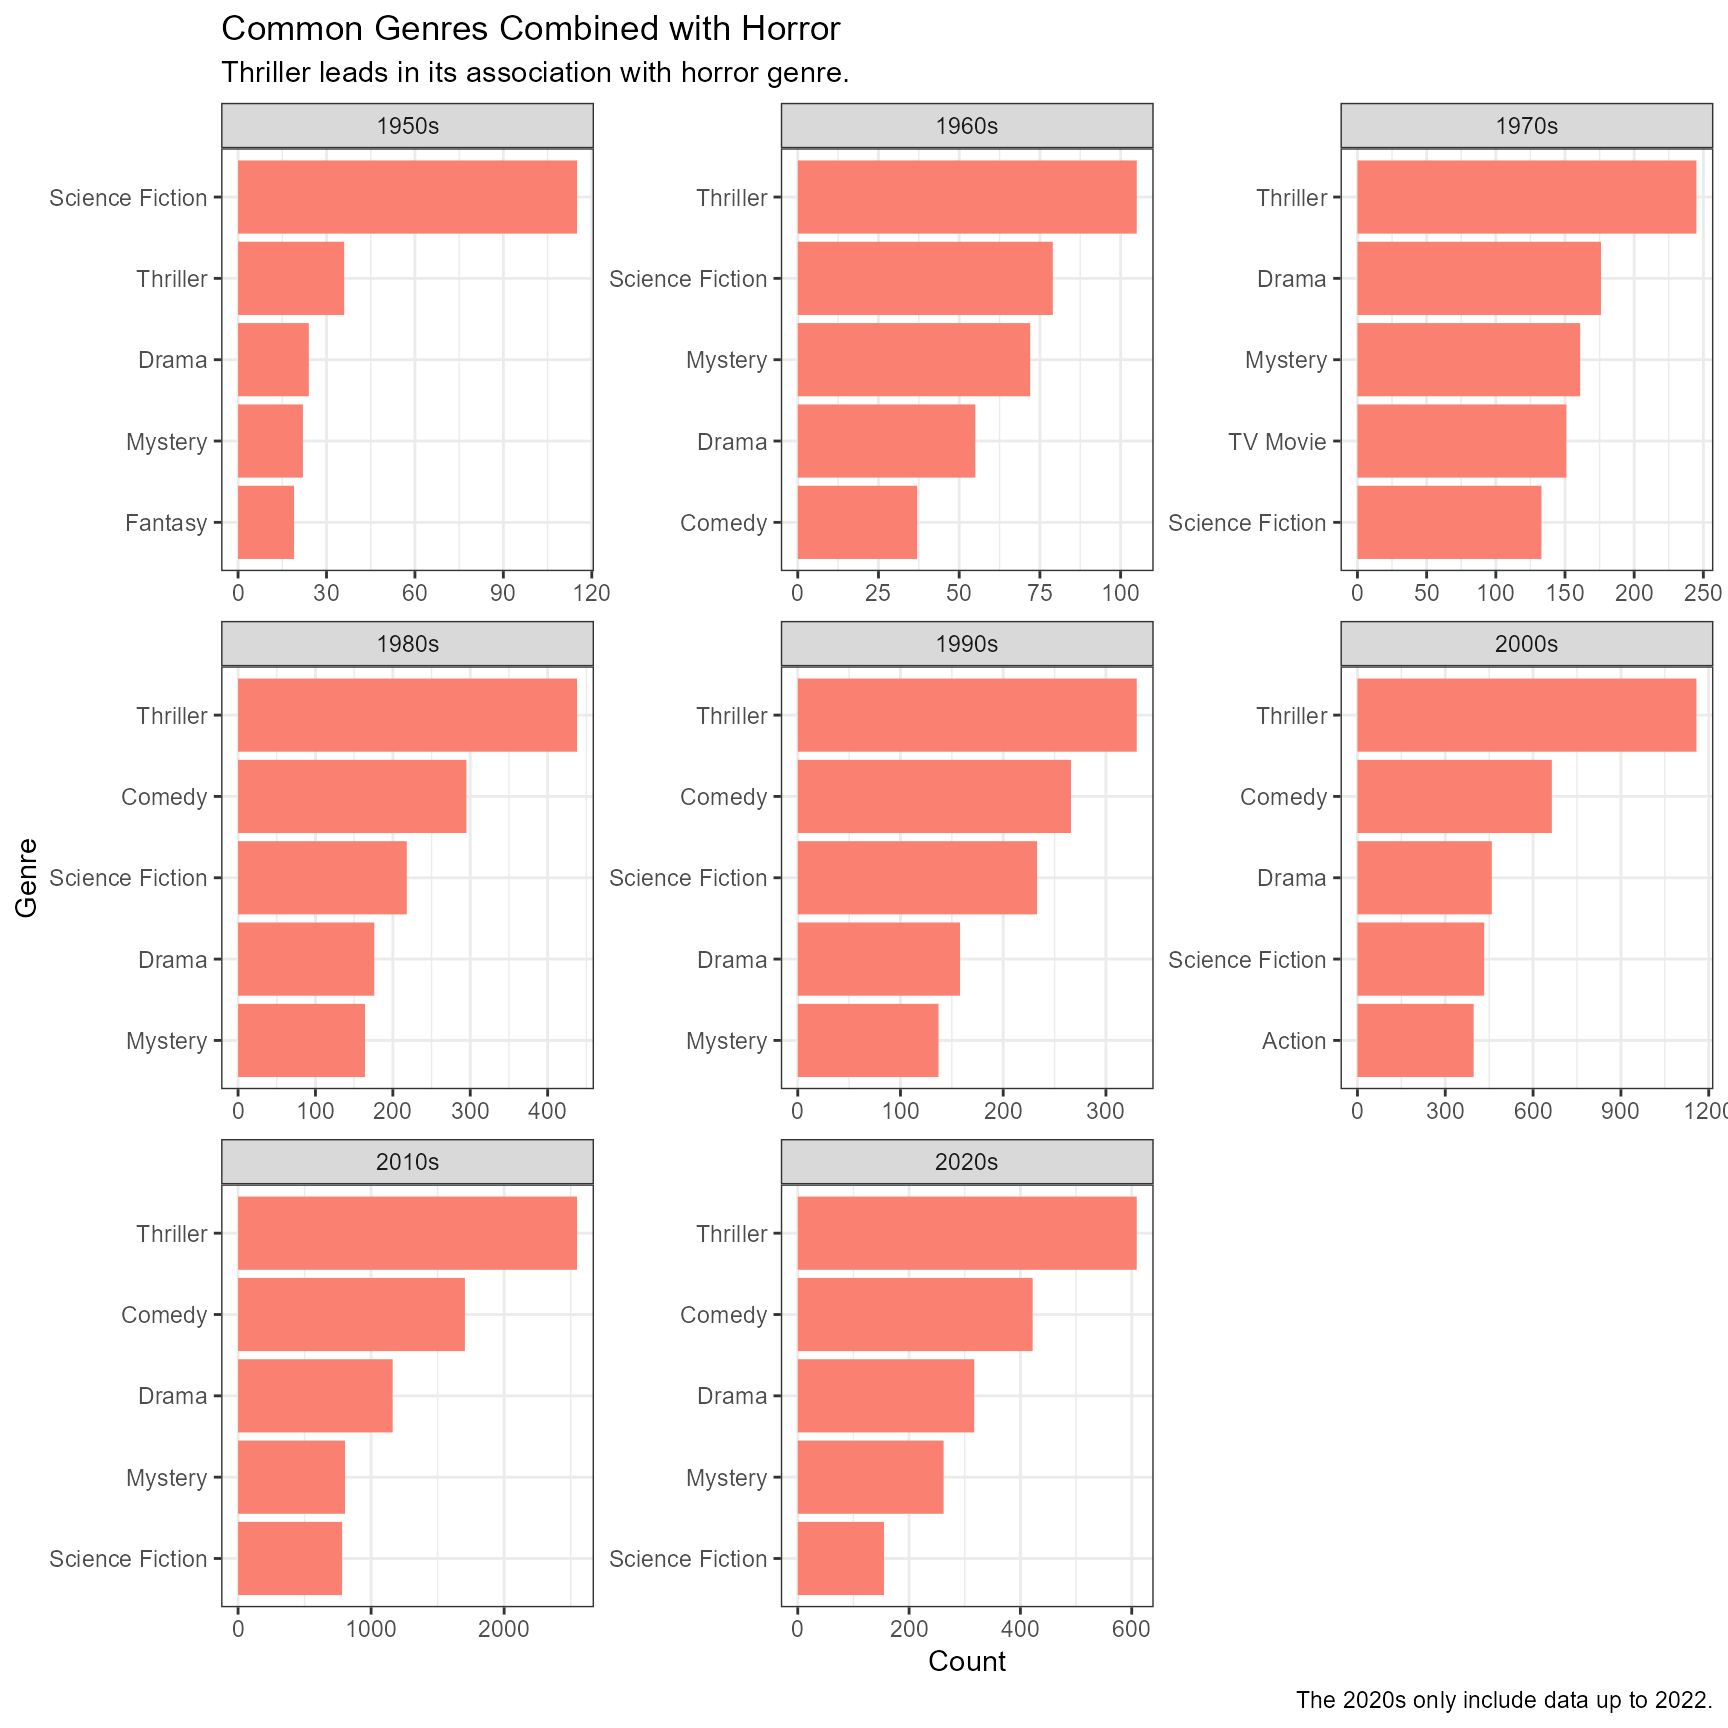 Common Genres Combined with Horror
Thriller leads in its association with horror genre.
1950s
Science Fiction
Thriller
Drama
Mystery
Fantasy
0 30 60 90 120
1960s
Thriller
Science Fiction
Mystery
Drama
Comedy
0 25 50 75 100
1970s
Thriller
Drama
Mystery
TV Movie
Science Fiction
0 50 100 150 200 250
1980s
Thriller
Comedy
Science Fiction
Drama
Mystery
0 100 200 300 400
1990s
Thriller
Comedy
Science Fiction
Drama
Mystery
0 100 200 300
2000s
Thriller
Comedy
Drama
Science Fiction
Action
0 300 600 900 1200
2010s
Thriller
Comedy
Drama
Mystery
Science Fiction
0 1000 2000
2020s
Thriller
Comedy
Drama
Mystery
Science Fiction
0 200 400 600
Genre
Count
The 2020s only include data up to 2022.